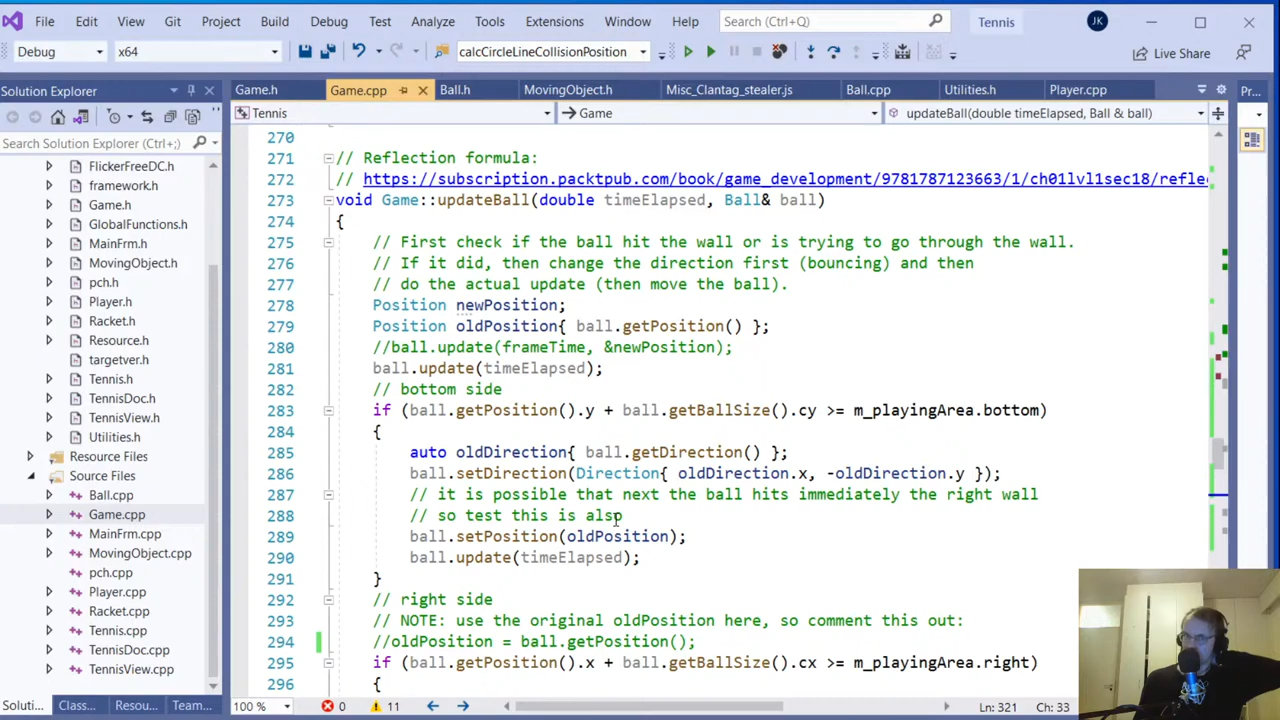 File Edit View Git Project Build Debug Test Analyze Tools Extensions Window Help Search (Ctrl+Q) Tennis JK
Debug x64 calcCircleLineCollisionPosition Live Share
Solution Explorer Game.h Game.cpp Ball.h MovingObject.h Misc_Clantag_stealer.js Ball.cpp Utilities.h Player.cpp Pr...
Tennis Game updateBall(double timeElapsed, Ball & ball)
Search Solution Explorer (Ctrl+;)
FlickerFreeDC.h
framework.h
Game.h
GlobalFunctions.h
MainFrm.h
MovingObject.h
pch.h
Player.h
Racket.h
Resource.h
targetver.h
Tennis.h
TennisDoc.h
TennisView.h
Utilities.h
Resource Files
Source Files
Ball.cpp
Game.cpp
MainFrm.cpp
MovingObject.cpp
pch.cpp
Player.cpp
Racket.cpp
Tennis.cpp
TennisDoc.cpp
TennisView.cpp
Soluti... Class... Resou... Team...
270
271 // Reflection formula:
272 // https://subscription.packtpub.com/book/game_development/9781787123663/1/ch01lvl1sec18/refle
273 void Game::updateBall(double timeElapsed, Ball& ball)
274 {
275 // First check if the ball hit the wall or is trying to go through the wall.
276 // If it did, then change the direction first (bouncing) and then
277 // do the actual update (then move the ball).
278 Position newPosition;
279 Position oldPosition{ ball.getPosition() };
280 //ball.update(frameTime, &newPosition);
281 ball.update(timeElapsed);
282 // bottom side
283 if (ball.getPosition().y + ball.getBallSize().cy >= m_playingArea.bottom)
284 {
285 auto oldDirection{ ball.getDirection() };
286 ball.setDirection(Direction{ oldDirection.x, -oldDirection.y });
287 // it is possible that next the ball hits immediately the right wall
288 // so test this is also
289 ball.setPosition(oldPosition);
290 ball.update(timeElapsed);
291 }
292 // right side
293 // NOTE: use the original oldPosition here, so comment this out:
294 //oldPosition = ball.getPosition();
295 if (ball.getPosition().x + ball.getBallSize().cx >= m_playingArea.right)
296 {
100 % 0 11 Ln: 321 Ch: 33